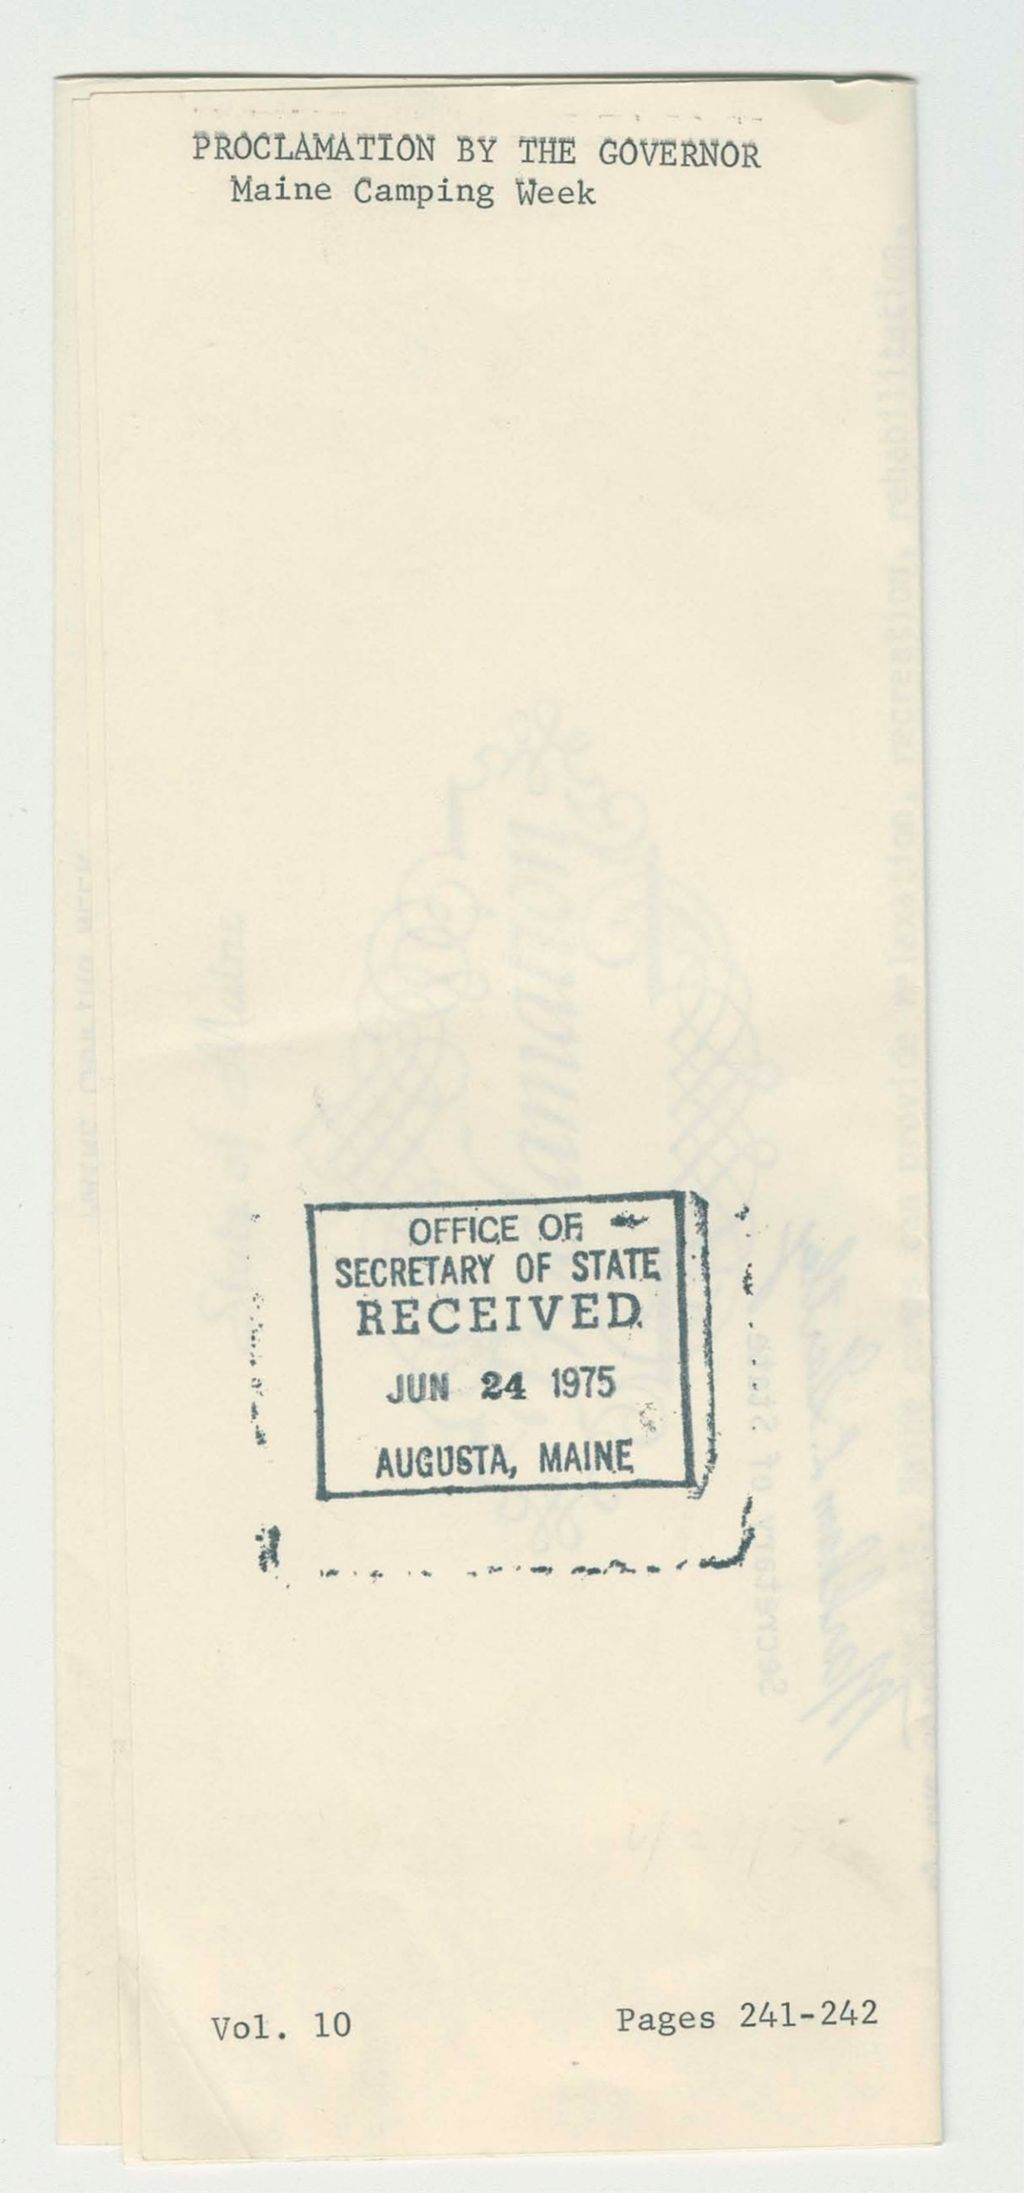 PROCLAMATION BY THE GOVERNOR
Maine Camping Week
OFFICE OF
SECRETARY OF STATE
RECEIVED
JUN 24 1975
AUGUSTA, MAINE
Vol. 10 Pages 241-242